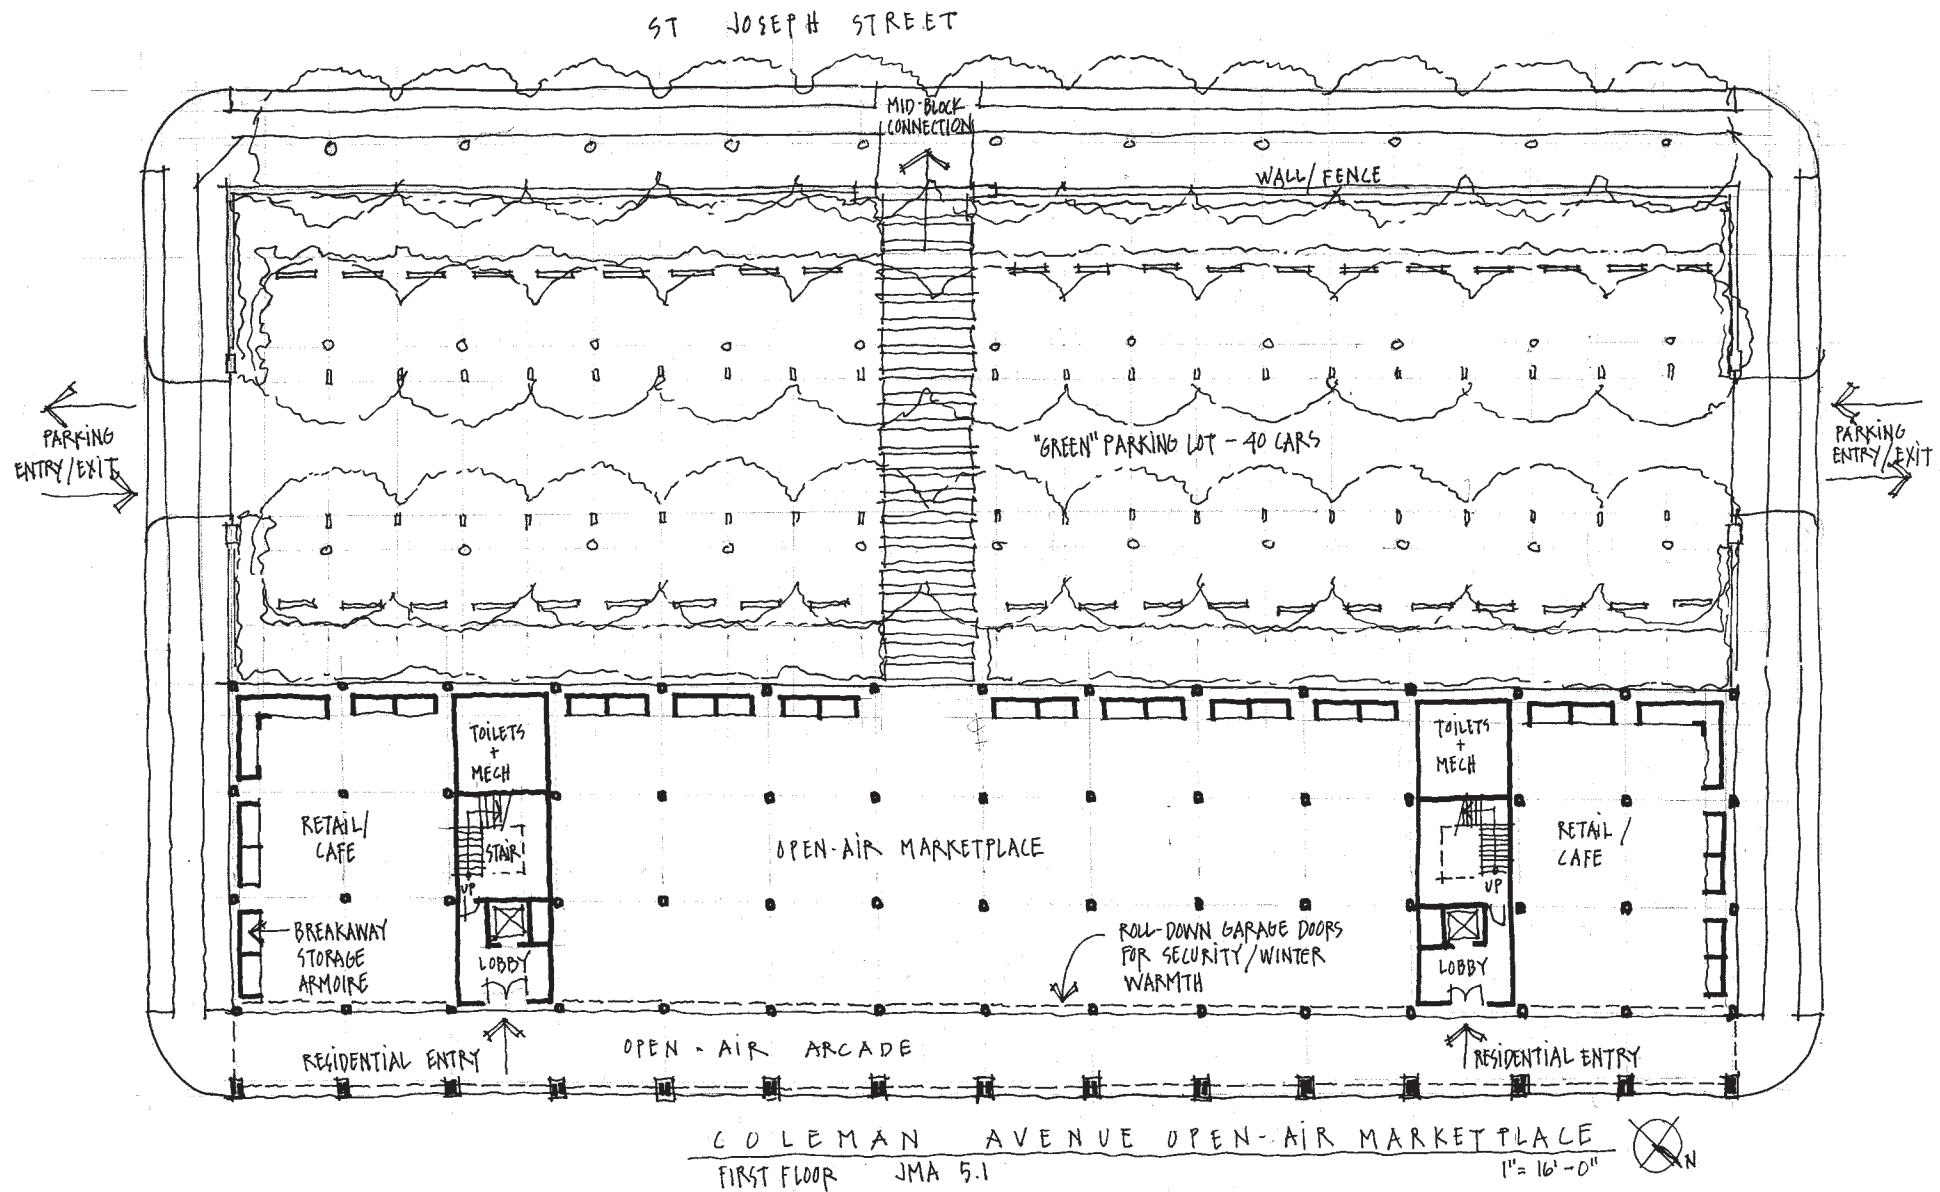 ST JOSEPH STREET
MID-BLOCK
CONNECTION
WALL/FENCE
PARKING
ENTRY/EXIT
"GREEN" PARKING LOT - 40 CARS
PARKING
ENTRY/EXIT
TOILETS
+
MECH
TOILETS
+
MECH
RETAIL/
CAFE
STAIR
UP
OPEN-AIR MARKETPLACE
RETAIL/
CAFE
UP
BREAKAWAY
STORAGE
ARMOIRE
LOBBY
ROLL-DOWN GARAGE DOORS
FOR SECURITY/WINTER
WARMTH
LOBBY
RESIDENTIAL ENTRY
OPEN-AIR ARCADE
RESIDENTIAL ENTRY
COLEMAN AVENUE OPEN-AIR MARKETPLACE
FIRST FLOOR JMA 5.1
1"=16'-0"
N